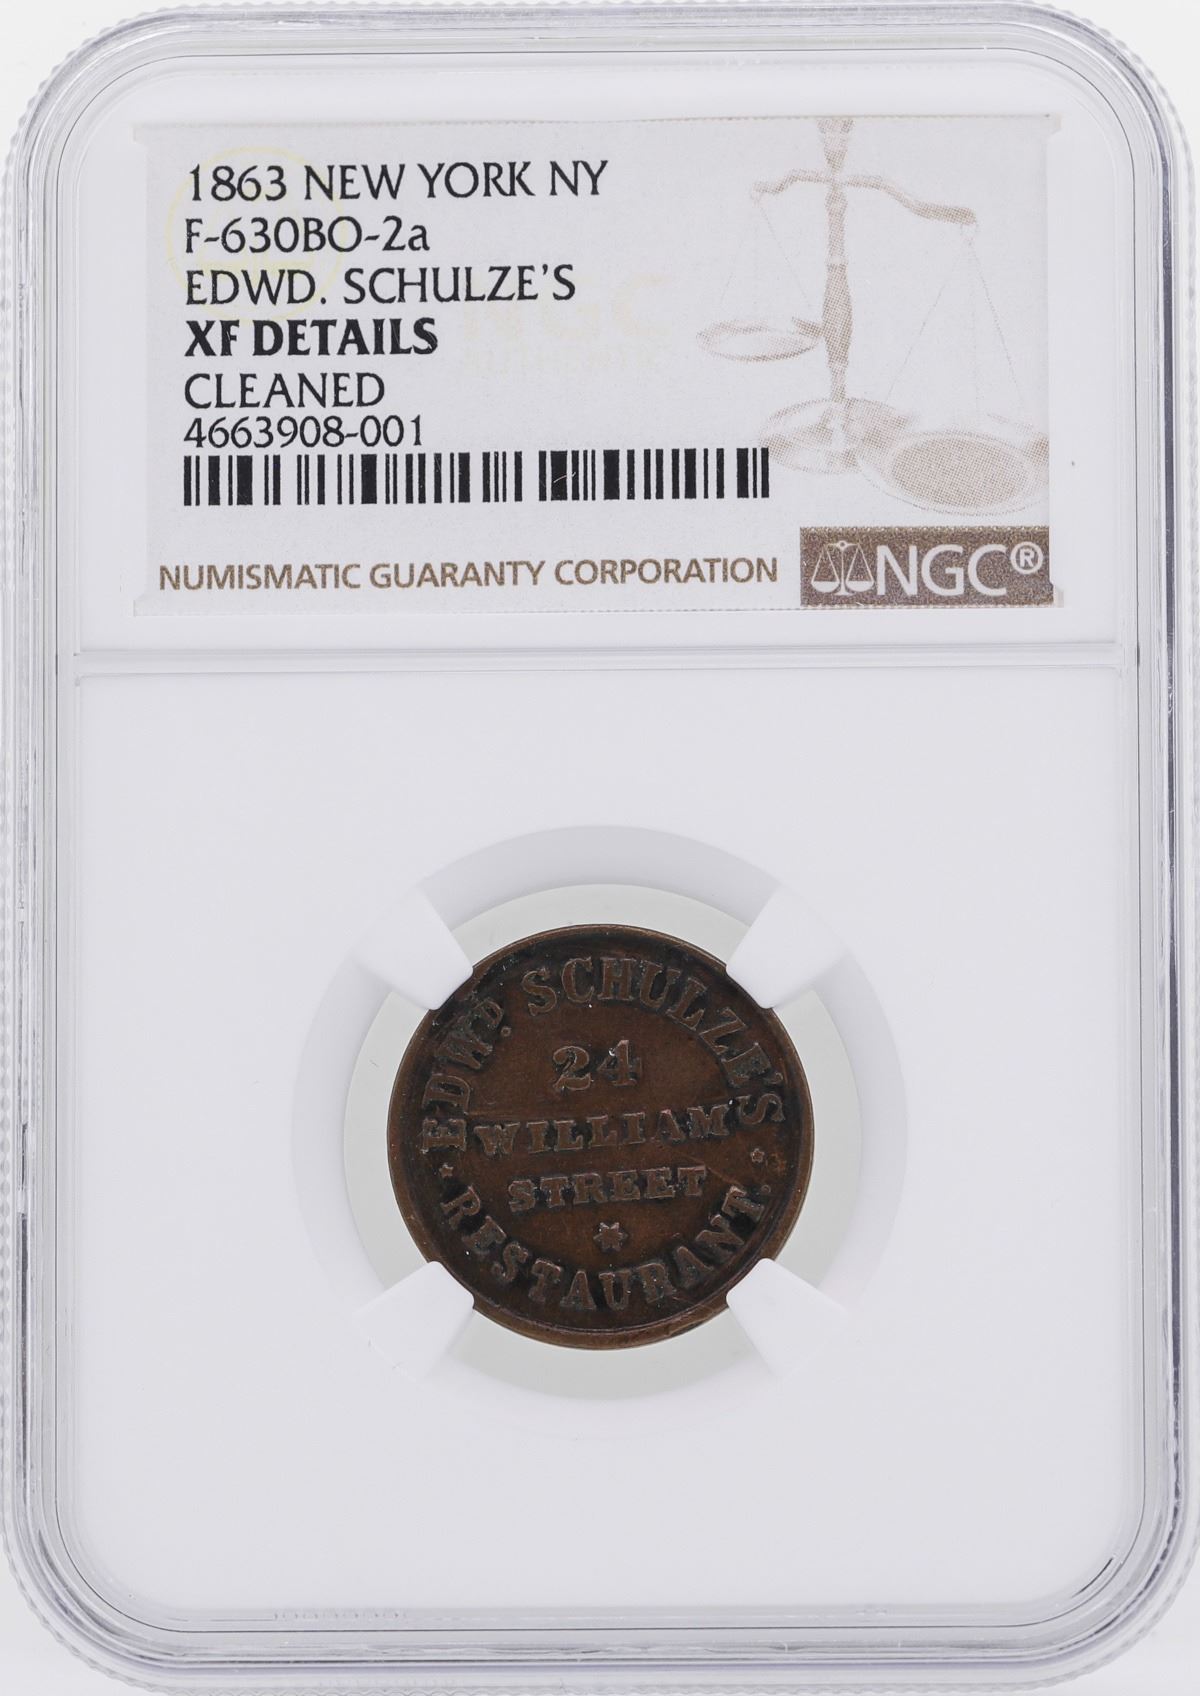 1863 NEW YORK NY
F-630BO-2a
EDWD. SCHULZE'S
XF DETAILS
CLEANED
4663908-001
NUMISMATIC GUARANTY CORPORATION
NGC®
EDWD. SCHULZE'S
24
WILLIAM
STREET
RESTAURANT.